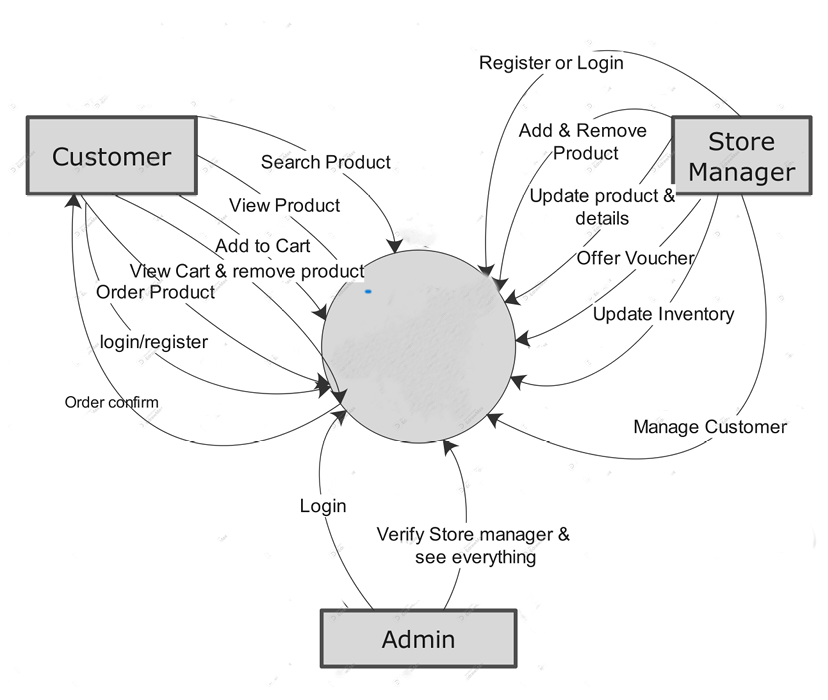 Register or Login
Customer
Search Product
Add & Remove
Product
Store
Manager
View Product
Update product &
details
Add to Cart
View Cart & remove product
Offer Voucher
Order Product
login/register
Update Inventory
Order confirm
Manage Customer
Login
Verify Store manager &
see everything
Admin